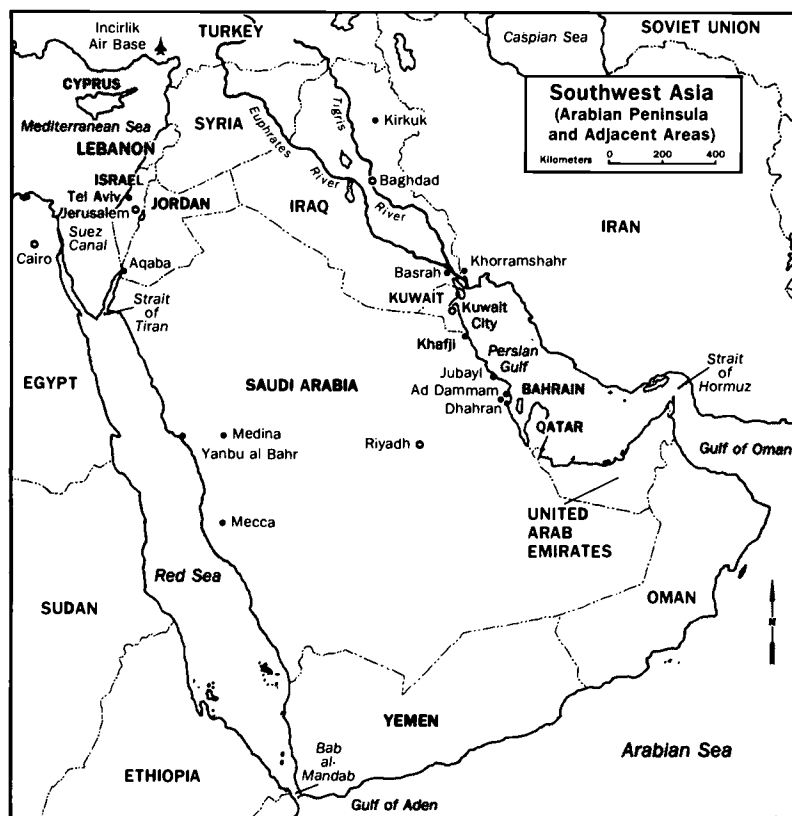 Incirlik
Air Base
TURKEY
Caspian Sea
SOVIET UNION
CYPRUS
Mediterranean Sea
LEBANON
SYRIA
Euphrates
River
Tigris
River
Kirkuk
Southwest Asia
(Arabian Peninsula
and Adjacent Areas)
Kilometers 0 200 400
ISRAEL
Tel Aviv
Jerusalem
JORDAN
Baghdad
IRAQ
IRAN
Suez
Canal
Cairo
Aqaba
Basrah
Khorramshahr
Strait
of
Tiran
KUWAIT
Kuwait
City
Khafji
Persian
Gulf
Strait
of
Hormuz
EGYPT
SAUDI ARABIA
Jubayl
Ad Dammam
Dhahran
BAHRAIN
QATAR
Medina
Yanbu al Bahr
Riyadh
Gulf of Oman
Mecca
UNITED
ARAB
EMIRATES
Red Sea
SUDAN
OMAN
N
YEMEN
Arabian Sea
Bab
al-
Mandab
ETHIOPIA
Gulf of Aden